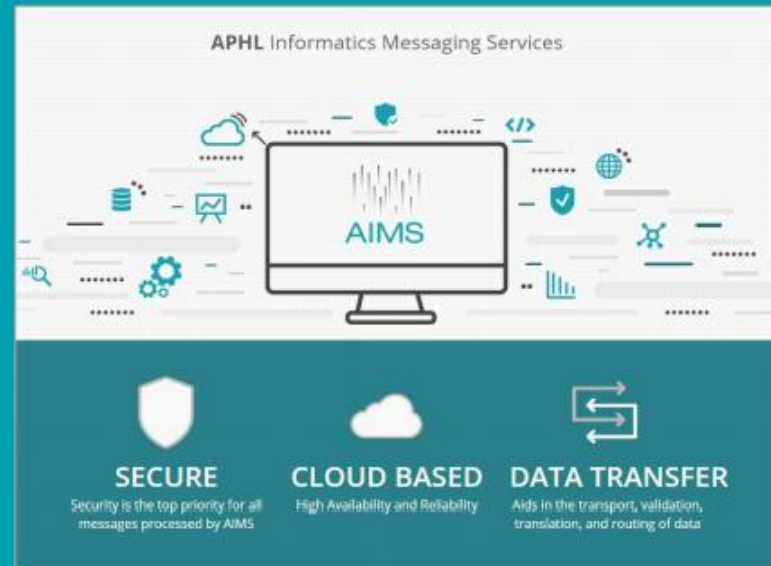 APHL Informatics Messaging Services
</>
AIMS
SECURE
Security is the top priority for all
messages processed by AIMS
CLOUD BASED
High Availability and Reliability
DATA TRANSFER
Aids in the transport, validation,
translation, and routing of data